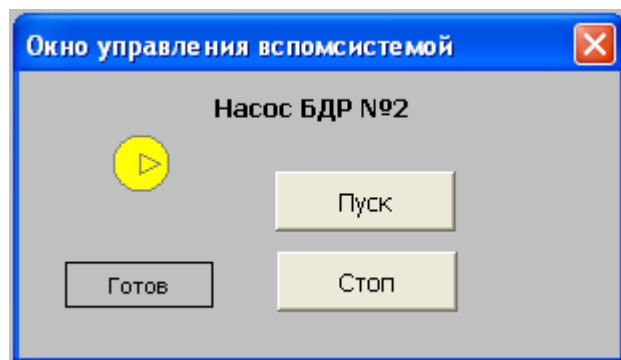 Окно управления вспомсистемой
Насос БДР №2
Пуск
Готов
Стоп